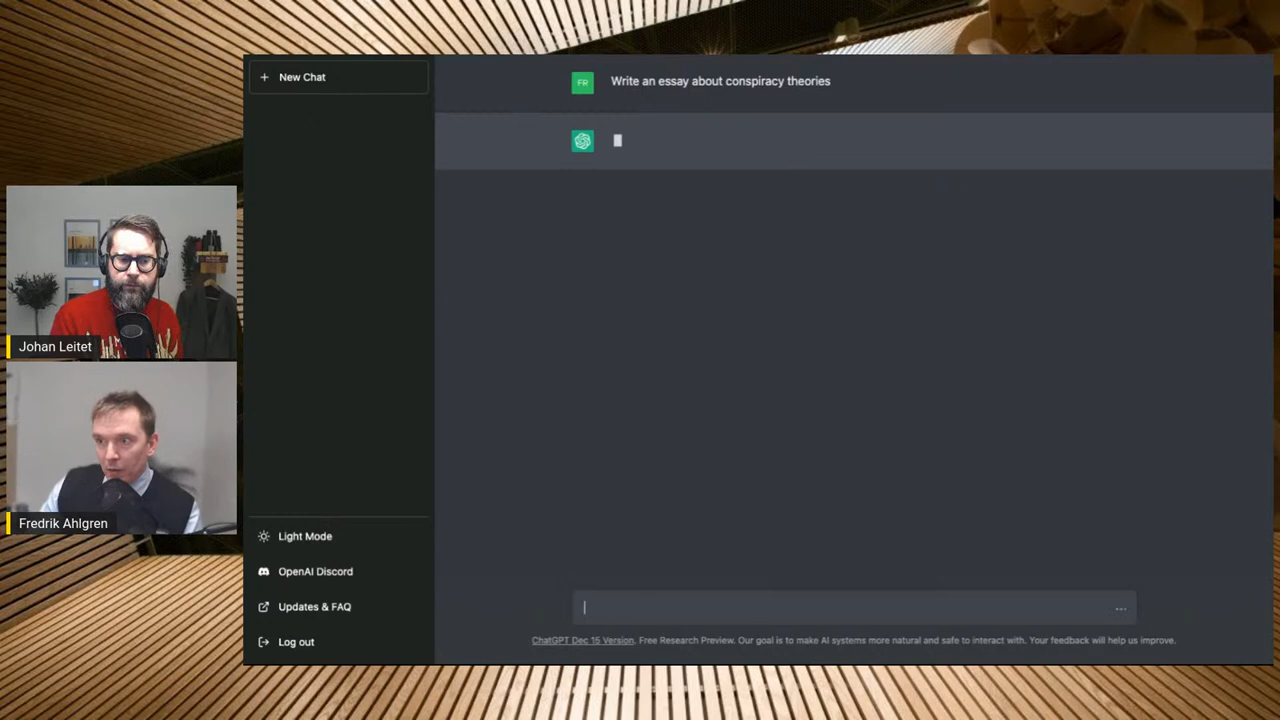 New Chat
FR
Write an essay about conspiracy theories
Johan Leitet
Fredrik Ahlgren
Light Mode
OpenAI Discord
Updates & FAQ
Log out
ChatGPT Dec 15 Version. Free Research Preview. Our goal is to make AI systems more natural and safe to interact with. Your feedback will help us improve.